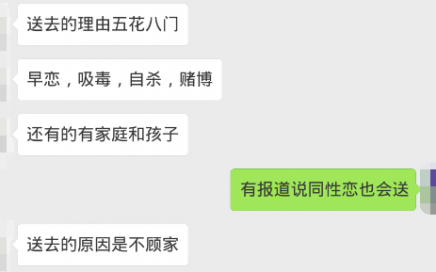 送去的理由五花八门
早恋，吸毒，自杀，赌博
还有的有家庭和孩子
有报道说同性恋也会送
送去的原因是不顾家